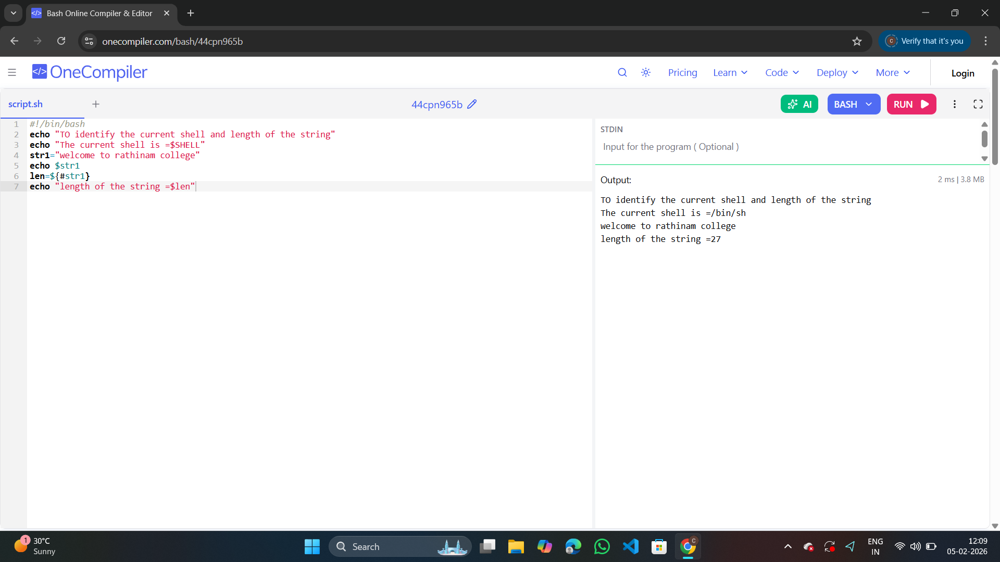 Bash Online Compiler & Editor
onecompiler.com/bash/44cpn965b
C Verify that it's you
</> OneCompiler
Pricing Learn Code Deploy More Login
script.sh
44cpn965b
AI BASH RUN
1 #!/bin/bash
2 echo "TO identify the current shell and length of the string"
3 echo "The current shell is =$SHELL"
4 str1="welcome to rathinam college"
5 echo $str1
6 len=${#str1}
7 echo "length of the string =$len"
STDIN
Input for the program ( Optional )
Output:
2 ms | 3.8 MB
TO identify the current shell and length of the string
The current shell is =/bin/sh
welcome to rathinam college
length of the string =27
1
30°C
Sunny
Search
C
ENG
IN
12:09
05-02-2026